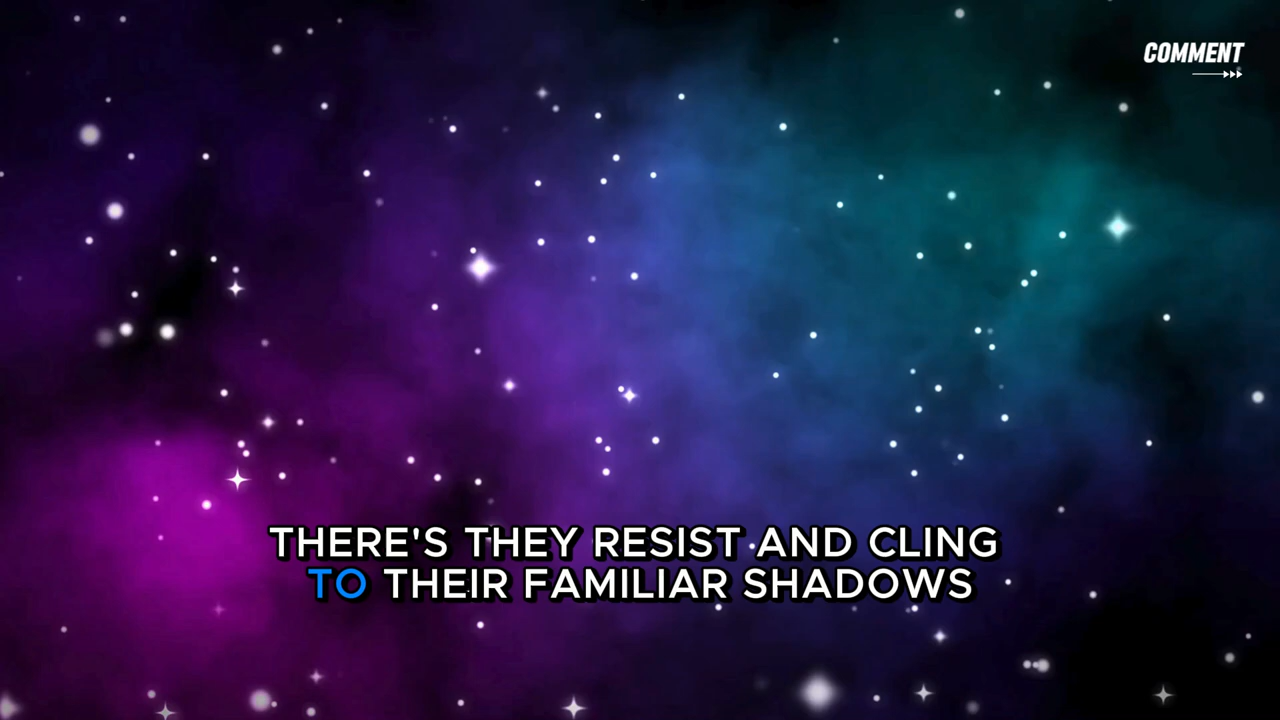 COMMENT
THERE'S THEY RESIST AND CLING
TO THEIR FAMILIAR SHADOWS